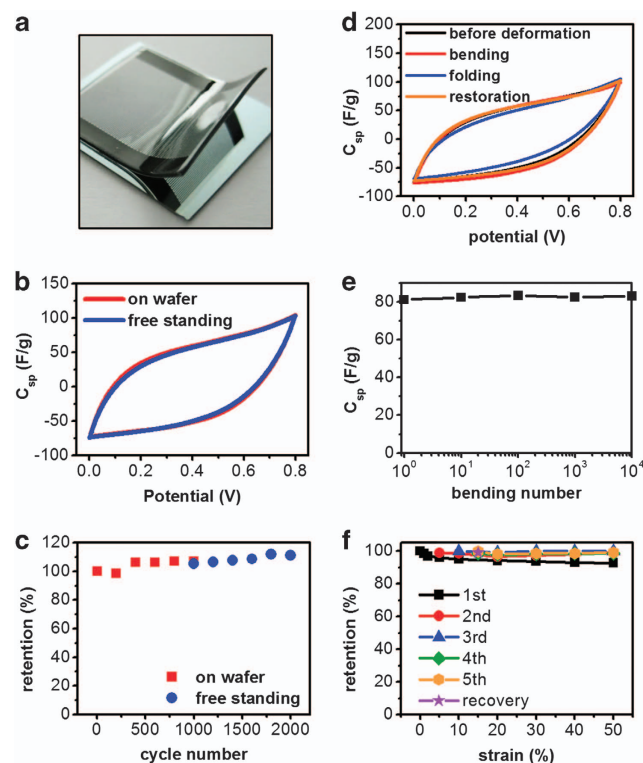 a
b
150
100
50
0
-50
-100
C_sp (F/g)
on wafer
free standing
0.0 0.2 0.4 0.6 0.8
Potential (V)
c
120
100
80
60
40
20
0
retention (%)
on wafer
free standing
0 500 1000 1500 2000
cycle number
d
200
150
100
50
0
-50
-100
C_sp (F/g)
before deformation
bending
folding
restoration
0.0 0.2 0.4 0.6 0.8
potential (V)
e
80
60
40
20
0
C_sp (F/g)
10^0 10^1 10^2 10^3 10^4
bending number
f
100
80
60
40
20
0
retention (%)
1st
2nd
3rd
4th
5th
recovery
0 10 20 30 40 50
strain (%)